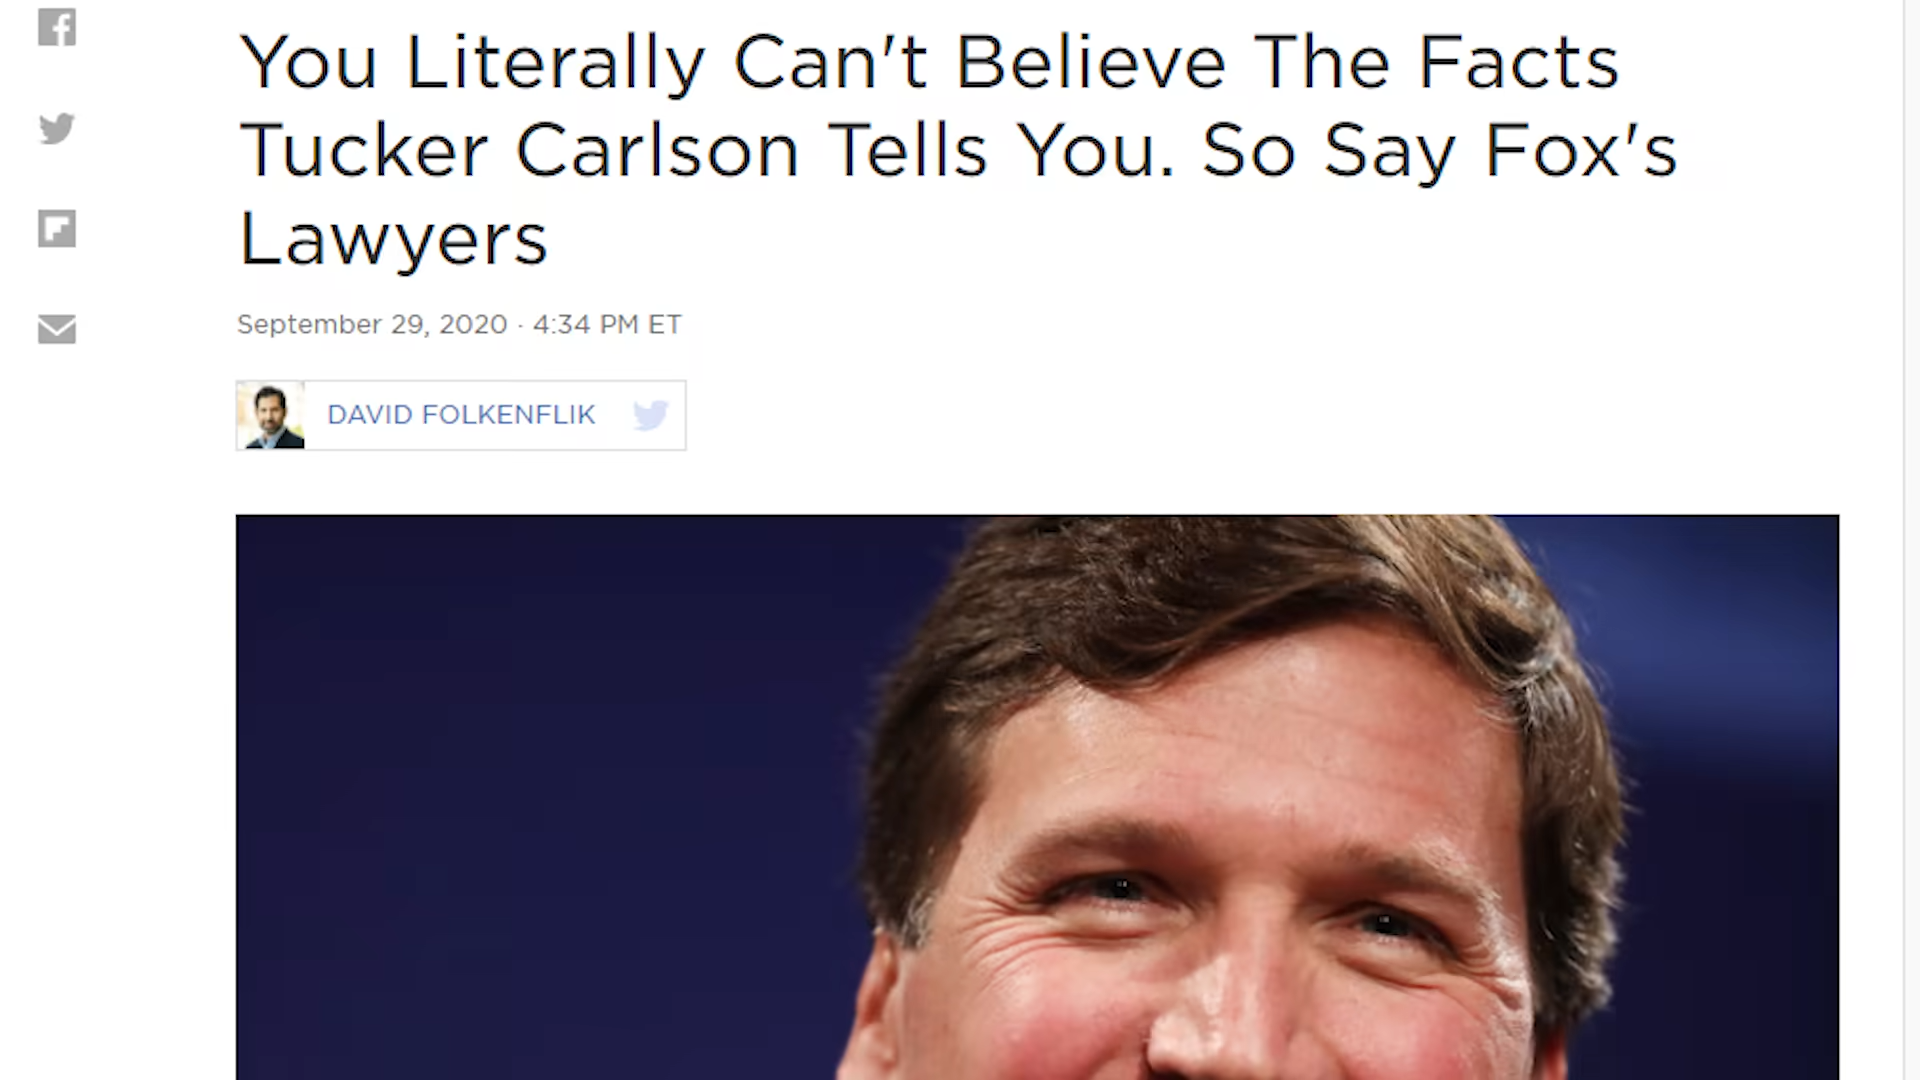 You Literally Can't Believe The Facts
Tucker Carlson Tells You. So Say Fox's
Lawyers
September 29, 2020 · 4:34 PM ET
DAVID FOLKENFLIK